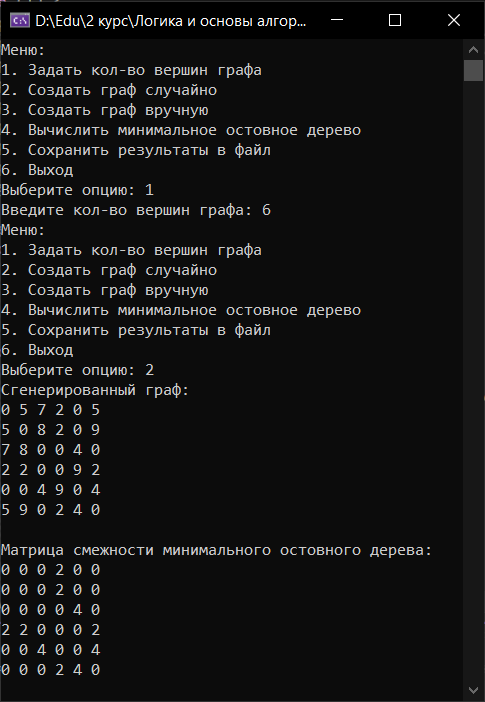 D:\Edu\2 курс\Логика и основы алгор...
Меню:
1. Задать кол-во вершин графа
2. Создать граф случайно
3. Создать граф вручную
4. Вычислить минимальное остовное дерево
5. Сохранить результаты в файл
6. Выход
Выберите опцию: 1
Введите кол-во вершин графа: 6
Меню:
1. Задать кол-во вершин графа
2. Создать граф случайно
3. Создать граф вручную
4. Вычислить минимальное остовное дерево
5. Сохранить результаты в файл
6. Выход
Выберите опцию: 2
Сгенерированный граф:
0 5 7 2 0 5
5 0 8 2 0 9
7 8 0 0 4 0
2 2 0 0 9 2
0 0 4 9 0 4
5 9 0 2 4 0
Матрица смежности минимального остовного дерева:
0 0 0 2 0 0
0 0 0 2 0 0
0 0 0 0 4 0
2 2 0 0 0 2
0 0 4 0 0 4
0 0 0 2 4 0